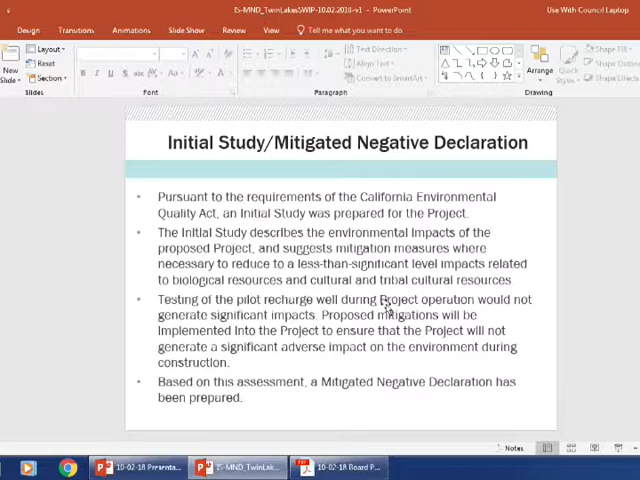 IS-MND_TwinLakesSWIP-10.02.2018-v1 - PowerPoint
Use With Council Laptop
Design Transitions Animations Slide Show Review View Tell me what you want to do
Layout
Reset
New
Slide
Section
Text Direction
Align Text
Convert to SmartArt
Arrange
Quick
Styles
Shape Fill
Shape Outline
Shape Effects
Slides Font Paragraph Drawing
Initial Study/Mitigated Negative Declaration
• Pursuant to the requirements of the California Environmental
Quality Act, an Initial Study was prepared for the Project.
• The Initial Study describes the environmental impacts of the
proposed Project, and suggests mitigation measures where
necessary to reduce to a less-than-significant level impacts related
to biological resources and cultural and tribal cultural resources
• Testing of the pilot recharge well during Project operation would not
generate significant impacts. Proposed mitigations will be
implemented into the Project to ensure that the Project will not
generate a significant adverse impact on the environment during
construction.
• Based on this assessment, a Mitigated Negative Declaration has
been prepared.
Notes
10-02-18 Presenta... IS-MND_TwinLak... 10-02-18 Board P...